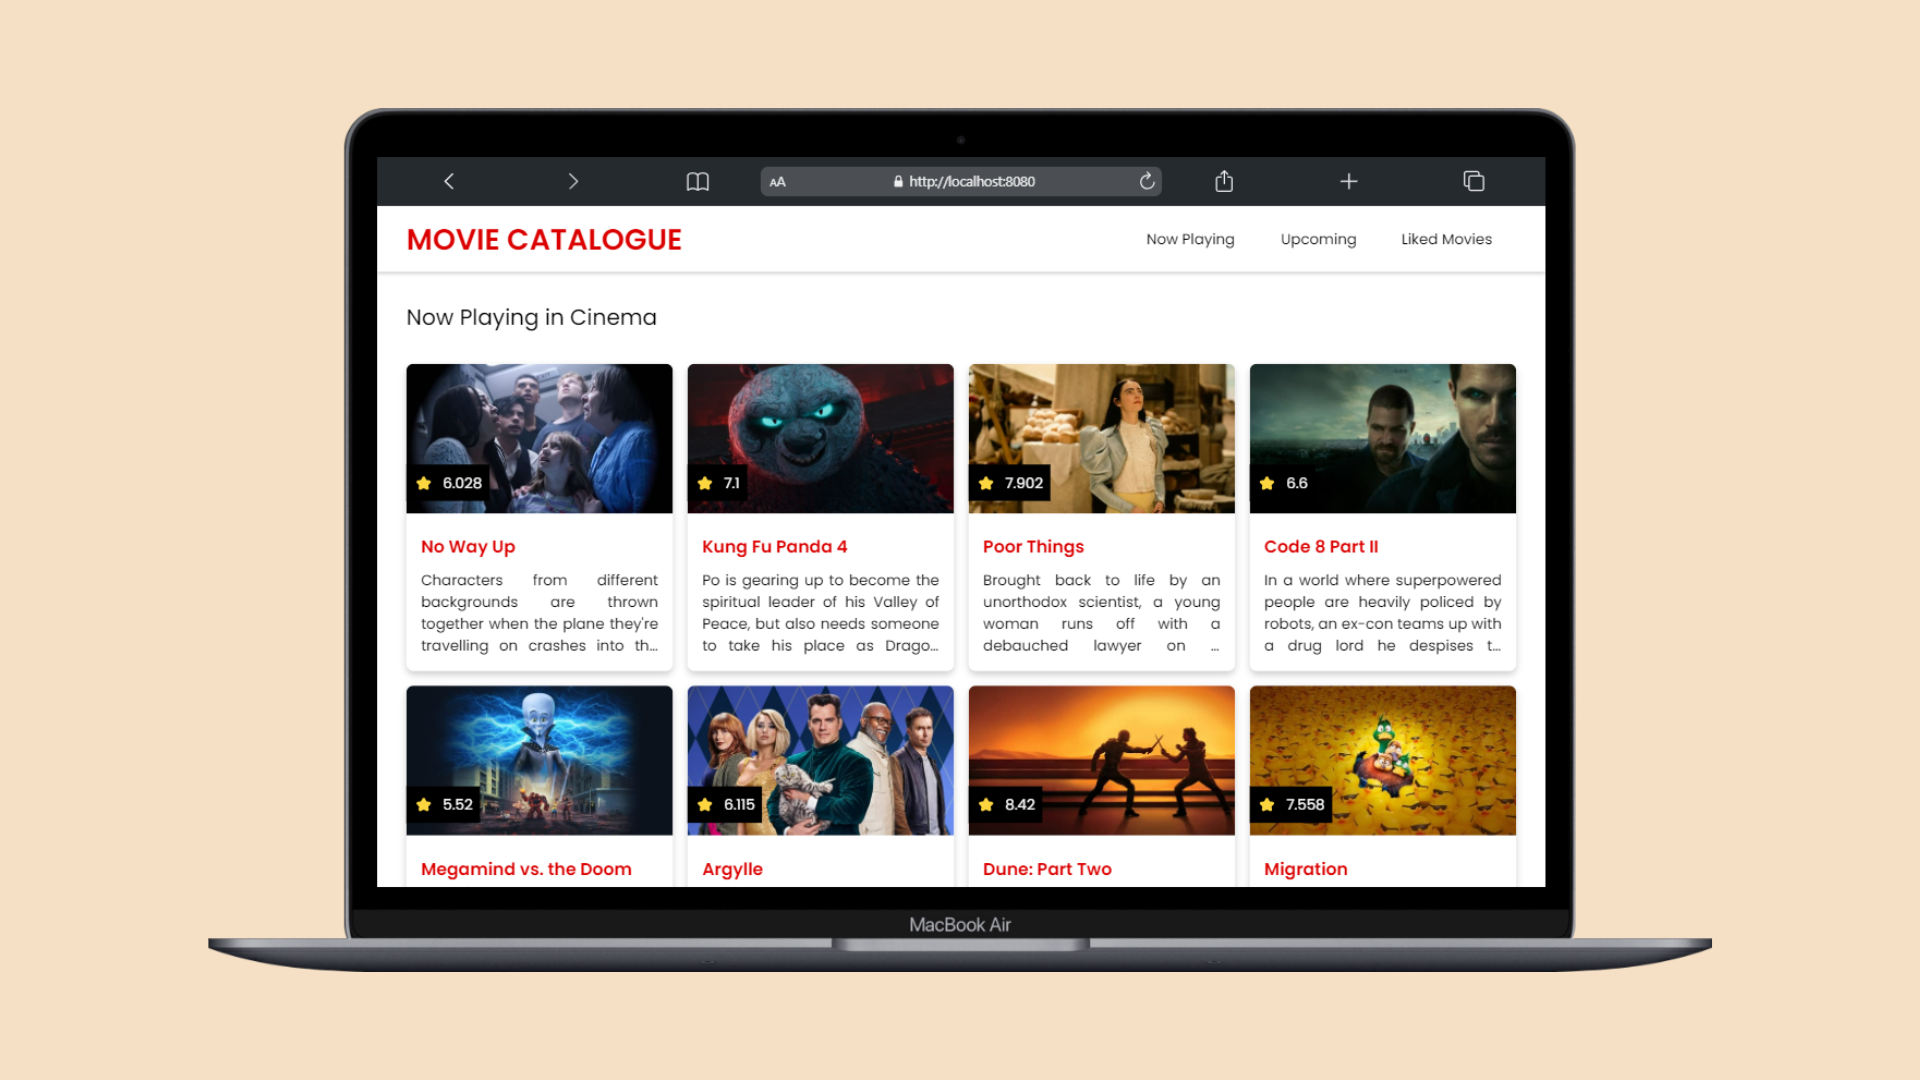 AA http://localhost:8080
MOVIE CATALOGUE
Now Playing Upcoming Liked Movies
Now Playing in Cinema
6.028
7.1
7.902
6.6
No Way Up
Characters from different
backgrounds are thrown
together when the plane they're
travelling on crashes into th...
Kung Fu Panda 4
Po is gearing up to become the
spiritual leader of his Valley of
Peace, but also needs someone
to take his place as Drago...
Poor Things
Brought back to life by an
unorthodox scientist, a young
woman runs off with a
debauched lawyer on ...
Code 8 Part II
In a world where superpowered
people are heavily policed by
robots, an ex-con teams up with
a drug lord he despises t...
5.52
6.115
8.42
7.558
Megamind vs. the Doom
Argylle
Dune: Part Two
Migration
MacBook Air